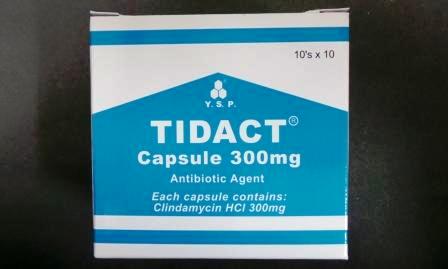 10's x 10
Y. S. P.
TIDACT®
Capsule 300mg
Antibiotic Agent
Each capsule contains:
Clindamycin HCl 300mg